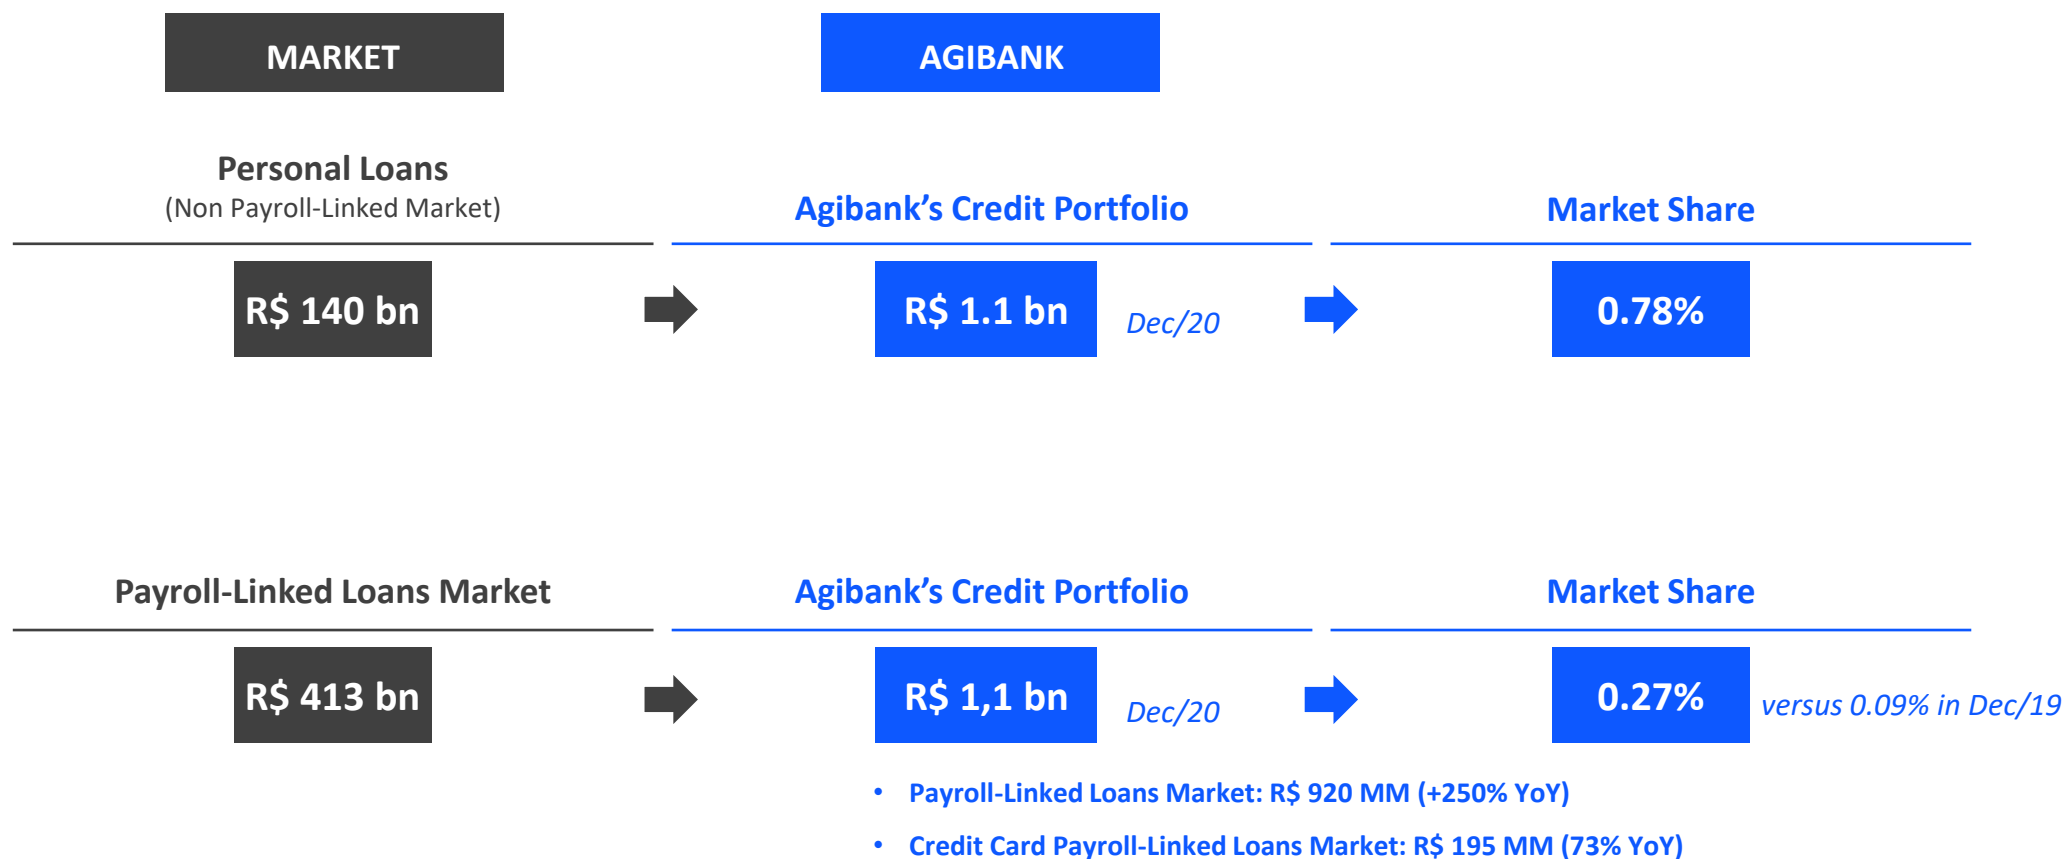 MARKET
AGIBANK
Personal Loans
(Non Payroll-Linked Market)
Agibank’s Credit Portfolio
Market Share
R$ 140 bn
R$ 1.1 bn
Dec/20
0.78%
Payroll-Linked Loans Market
Agibank’s Credit Portfolio
Market Share
R$ 413 bn
R$ 1,1 bn
Dec/20
0.27%
versus 0.09% in Dec/19
• Payroll-Linked Loans Market: R$ 920 MM (+250% YoY)
• Credit Card Payroll-Linked Loans Market: R$ 195 MM (73% YoY)